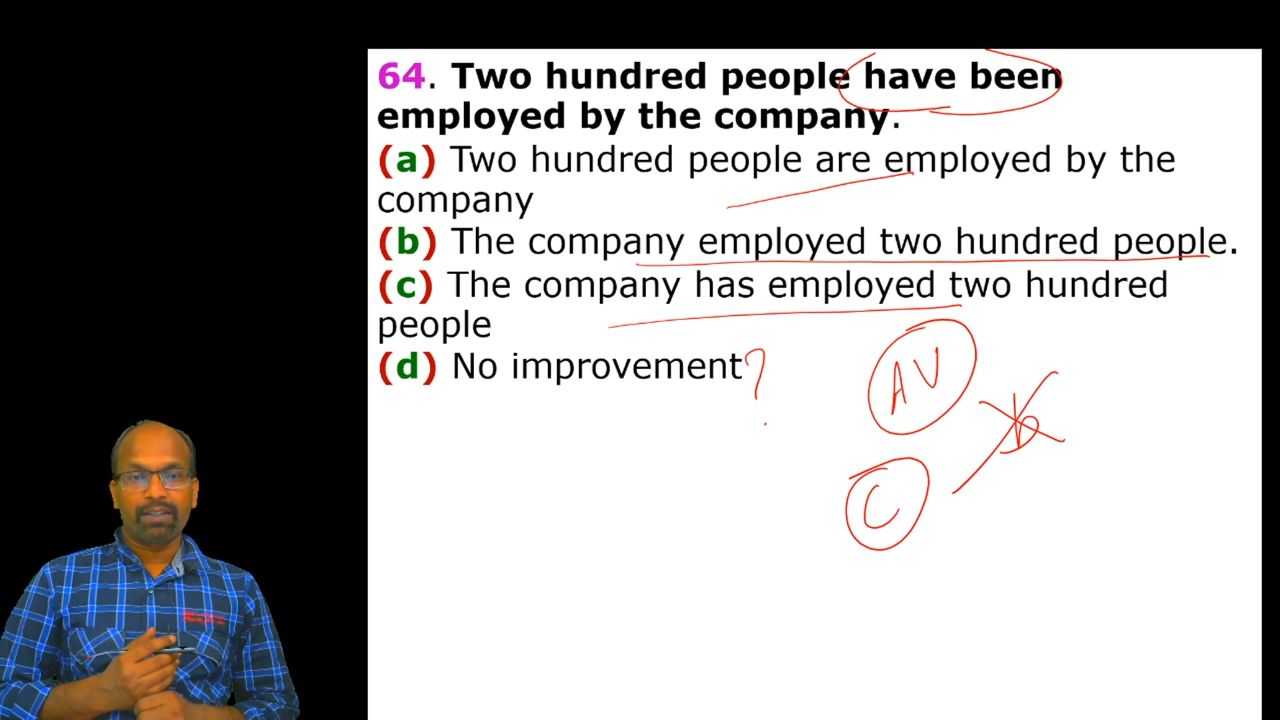 64. Two hundred people have been
employed by the company.
(a) Two hundred people are employed by the
company
(b) The company employed two hundred people.
(c) The company has employed two hundred
people
(d) No improvement ?
AV
b
C